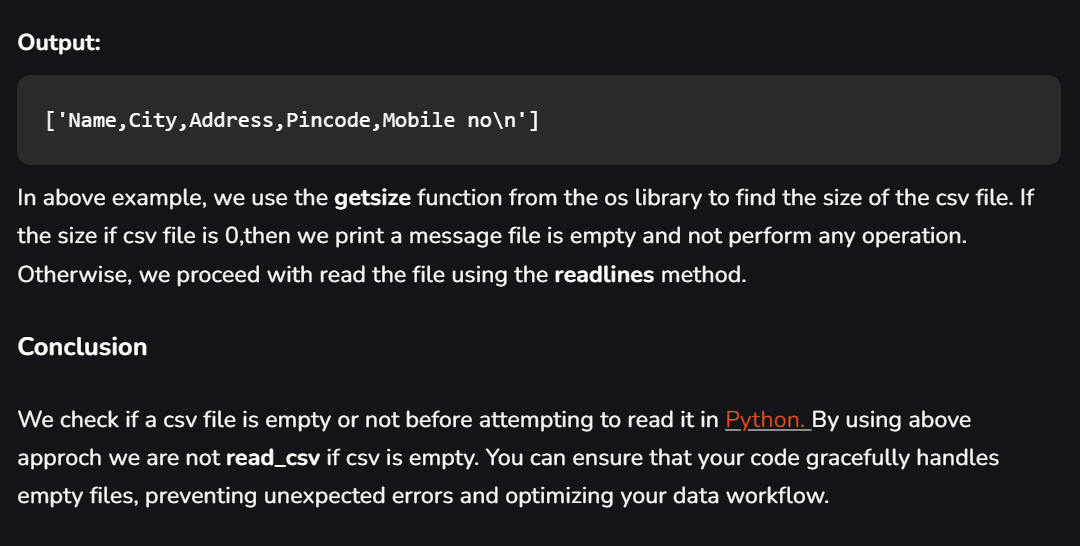 Output:
['Name,City,Address,Pincode,Mobile no\n']
In above example, we use the getsize function from the os library to find the size of the csv file. If
the size if csv file is 0,then we print a message file is empty and not perform any operation.
Otherwise, we proceed with read the file using the readlines method.
Conclusion
We check if a csv file is empty or not before attempting to read it in Python. By using above
approch we are not read_csv if csv is empty. You can ensure that your code gracefully handles
empty files, preventing unexpected errors and optimizing your data workflow.